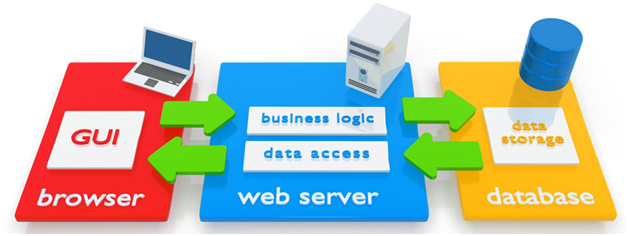 GUI
browser
business logic
data access
web server
data
storage
database